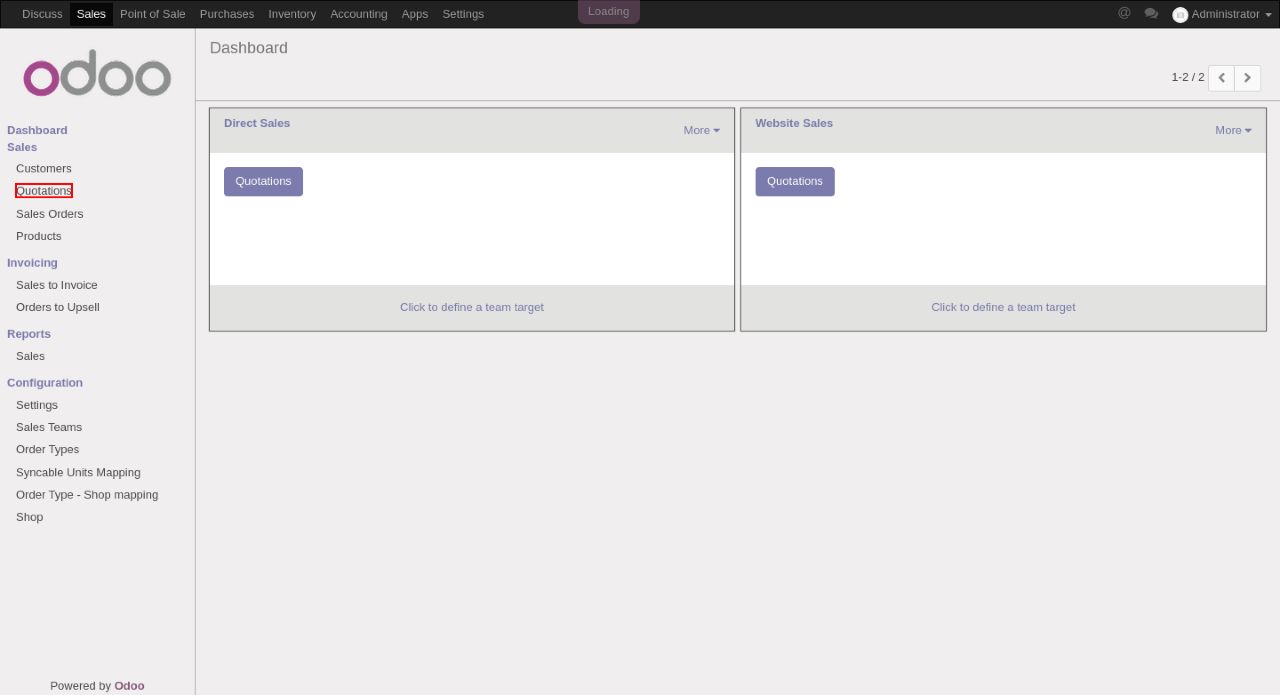 Discuss Sales Point of Sale Purchases Inventory Accounting Apps Settings Loading @ Administrator
odoo
Dashboard
1-2 / 2
Dashboard
Sales
Customers
Quotations
Sales Orders
Products
Invoicing
Sales to Invoice
Orders to Upsell
Reports
Sales
Configuration
Settings
Sales Teams
Order Types
Syncable Units Mapping
Order Type - Shop mapping
Shop
Powered by Odoo
Direct Sales
More
Quotations
Click to define a team target
Website Sales
More
Quotations
Click to define a team target